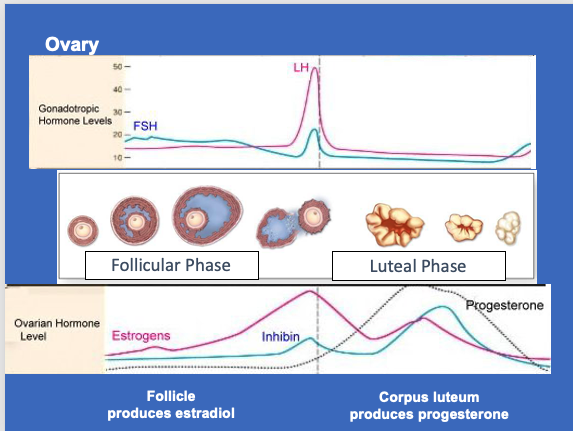 Ovary
50
40
30
20
10
LH
Gonadotropic
Hormone Levels
FSH
Follicular Phase
Luteal Phase
Progesterone
Ovarian Hormone
Level
Estrogens
Inhibin
Follicle
produces estradiol
Corpus luteum
produces progesterone